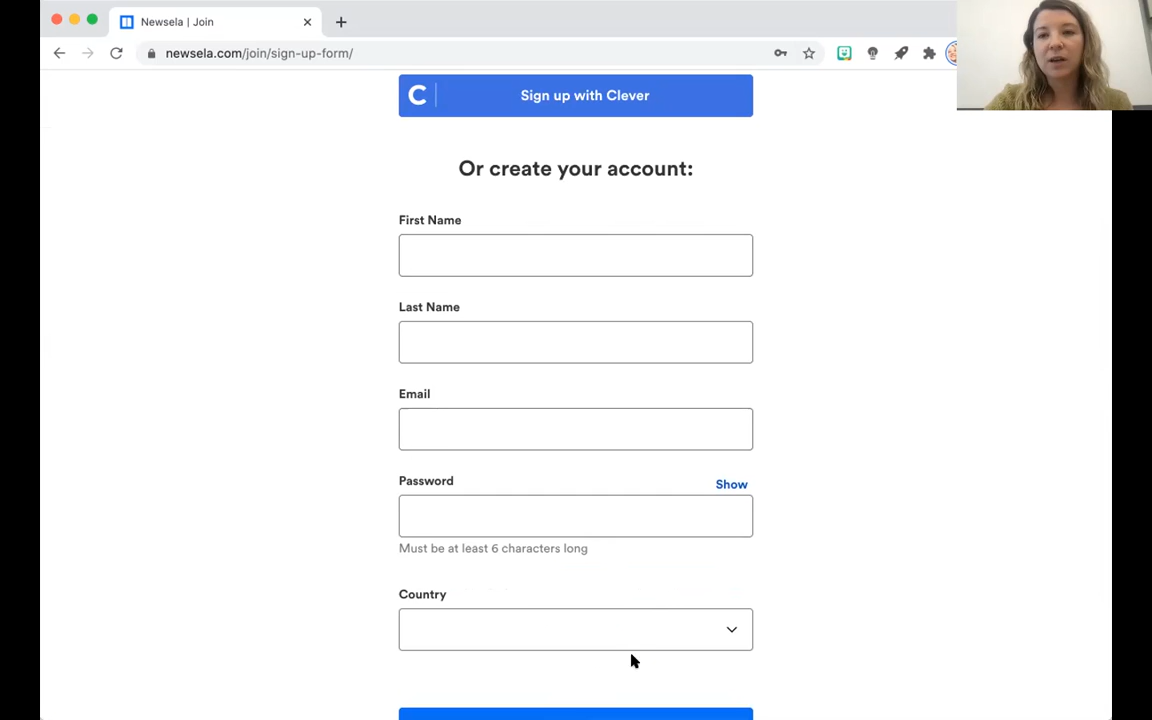 Newsela | Join
newsela.com/join/sign-up-form/
C
Sign up with Clever
Or create your account:
First Name
Last Name
Email
Password
Show
Must be at least 6 characters long
Country